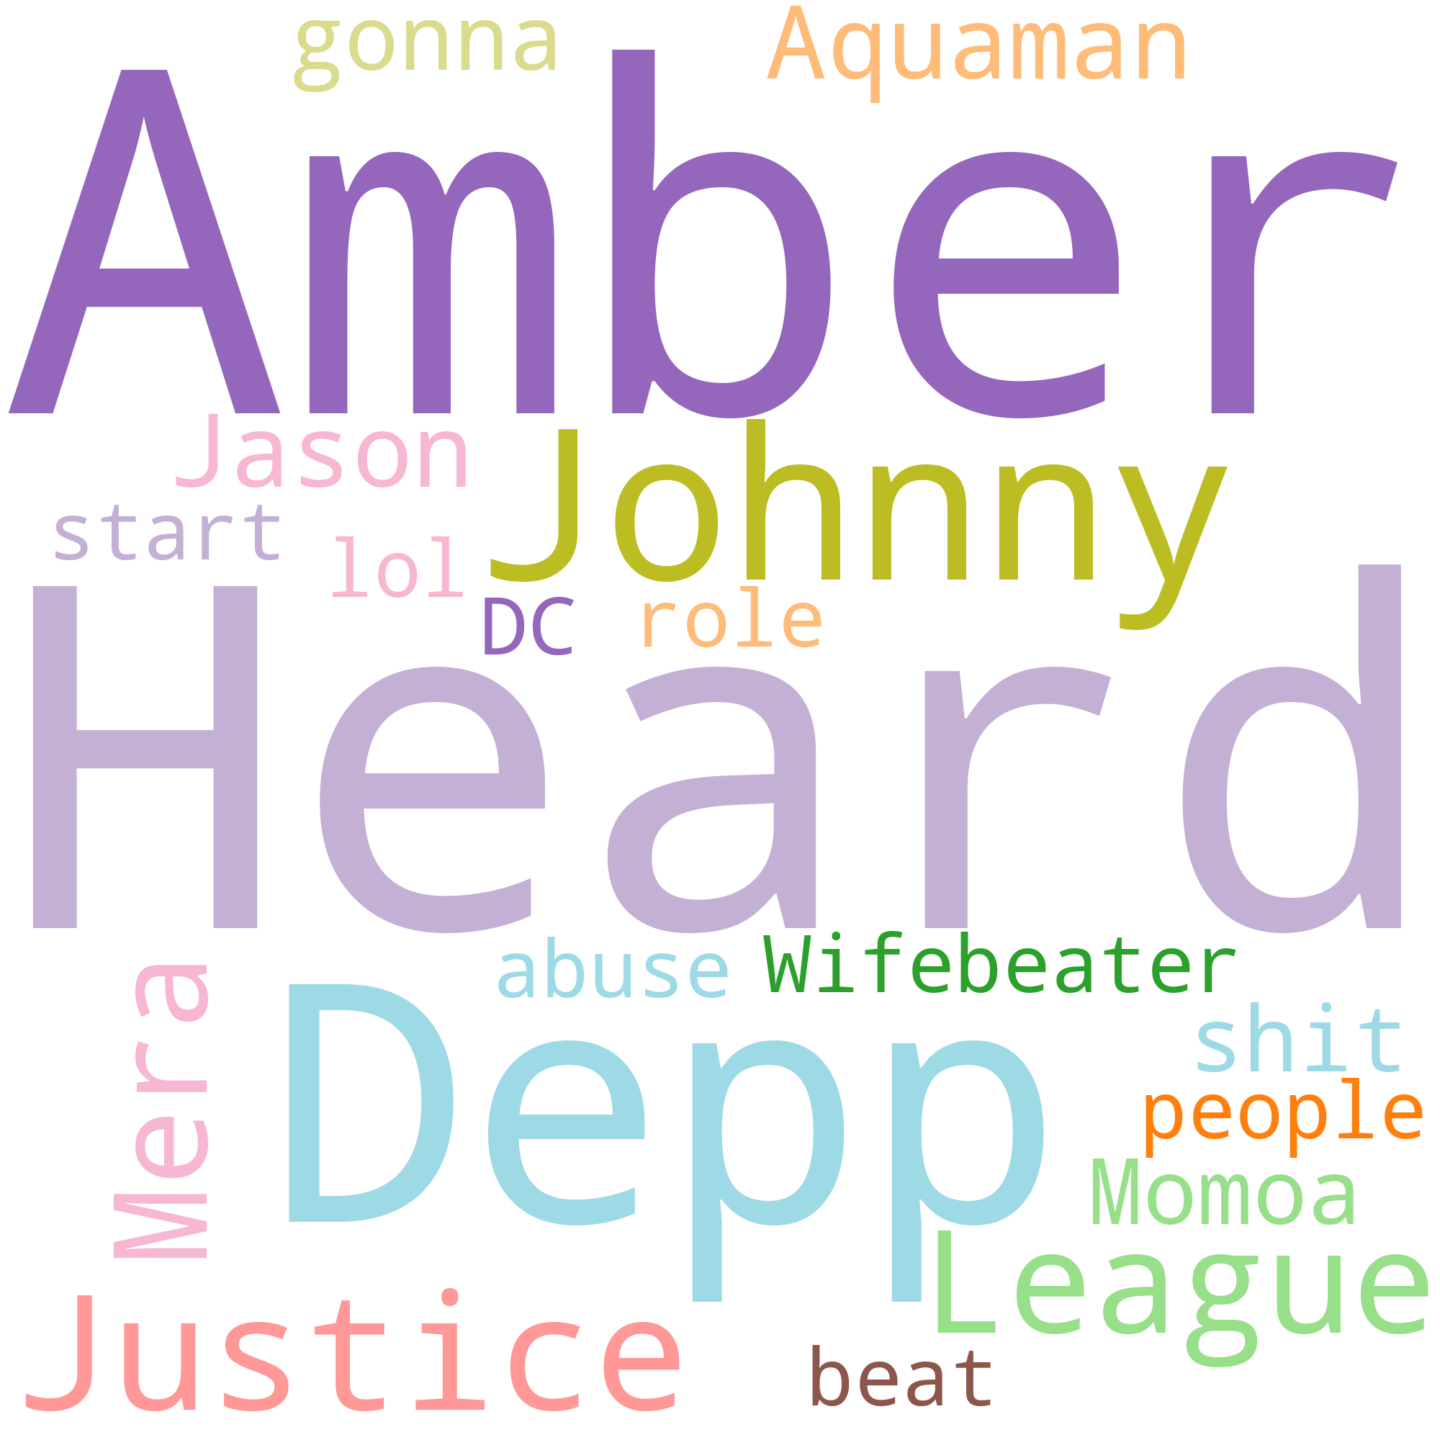 gonna
Aquaman
Amber
Jason
Johnny
start
lol
DC
role
Heard
abuse
Wifebeater
Mera
Depp
shit
people
Momoa
League
Justice
beat